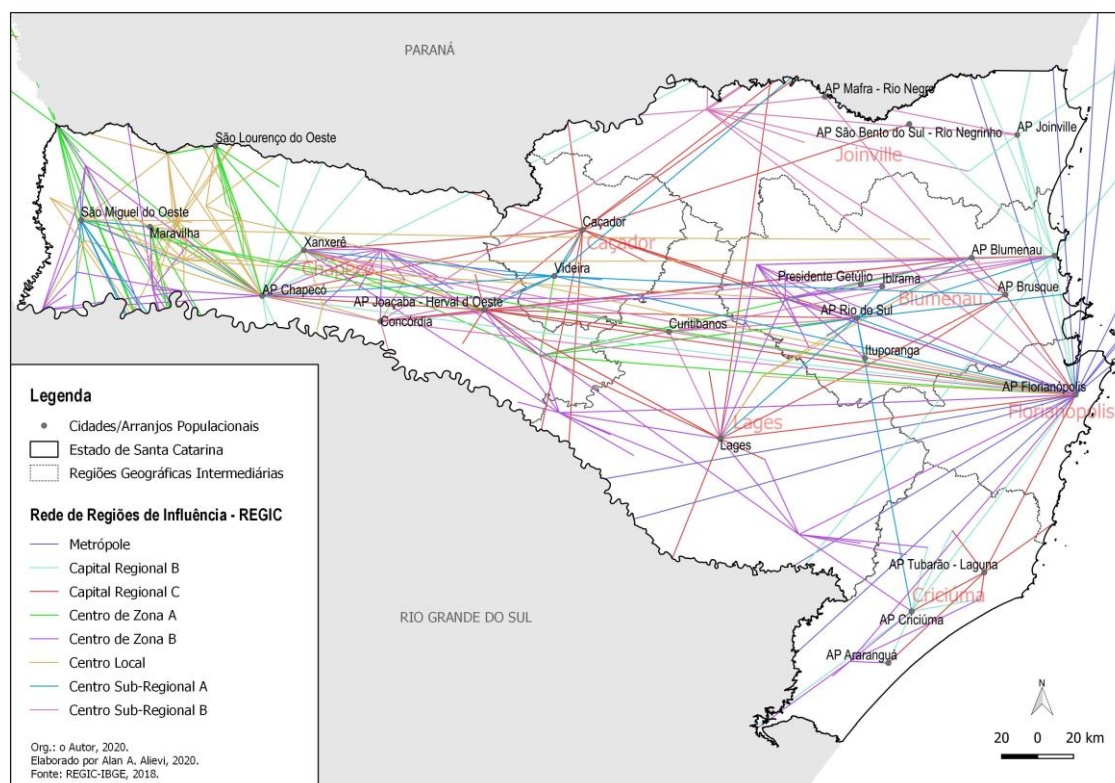 PARANÁ
AP Mafra - Rio Negro
São Lourenço do Oeste
AP São Bento do Sul - Rio Negrinho
AP Joinville
Joinville
São Miguel do Oeste
Maravilha
Caçador
Xanxerê
Caçador
Chapecó
Videira
AP Blumenau
Presidente Getúlio
Ibirama
AP Chapecó
AP Joaçaba - Herval d'Oeste
Blumenau
AP Brusque
Concórdia
AP Rio do Sul
Curitibanos
Ituporanga
AP Florianópolis
Florianópolis
Lages
Lages
AP Tubarão - Laguna
Criciúma
AP Criciúma
RIO GRANDE DO SUL
AP Araranguá
Legenda
Cidades/Arranjos Populacionais
Estado de Santa Catarina
Regiões Geográficas Intermediárias
Rede de Regiões de Influência - REGIC
Metrópole
Capital Regional B
Capital Regional C
Centro de Zona A
Centro de Zona B
Centro Local
Centro Sub-Regional A
Centro Sub-Regional B
Org.: o Autor, 2020.
Elaborado por Alan A. Alievi, 2020.
Fonte: REGIC-IBGE, 2018.
N
20 0 20 km